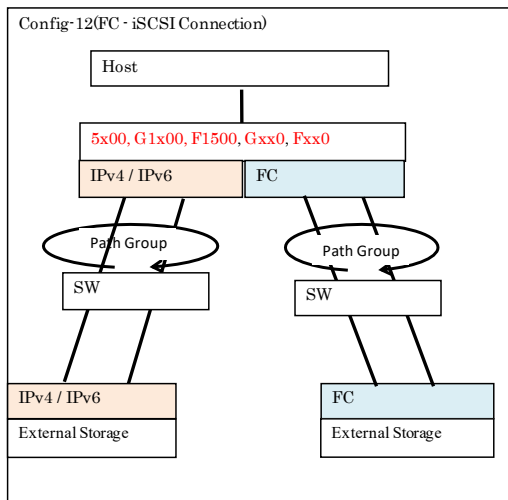 Config-12(FC - iSCSI Connection)
Host
5x00, G1x00, F1500, Gxx0, Fxx0
IPv4 / IPv6
FC
Path Group
Path Group
SW
SW
IPv4 / IPv6
FC
External Storage
External Storage